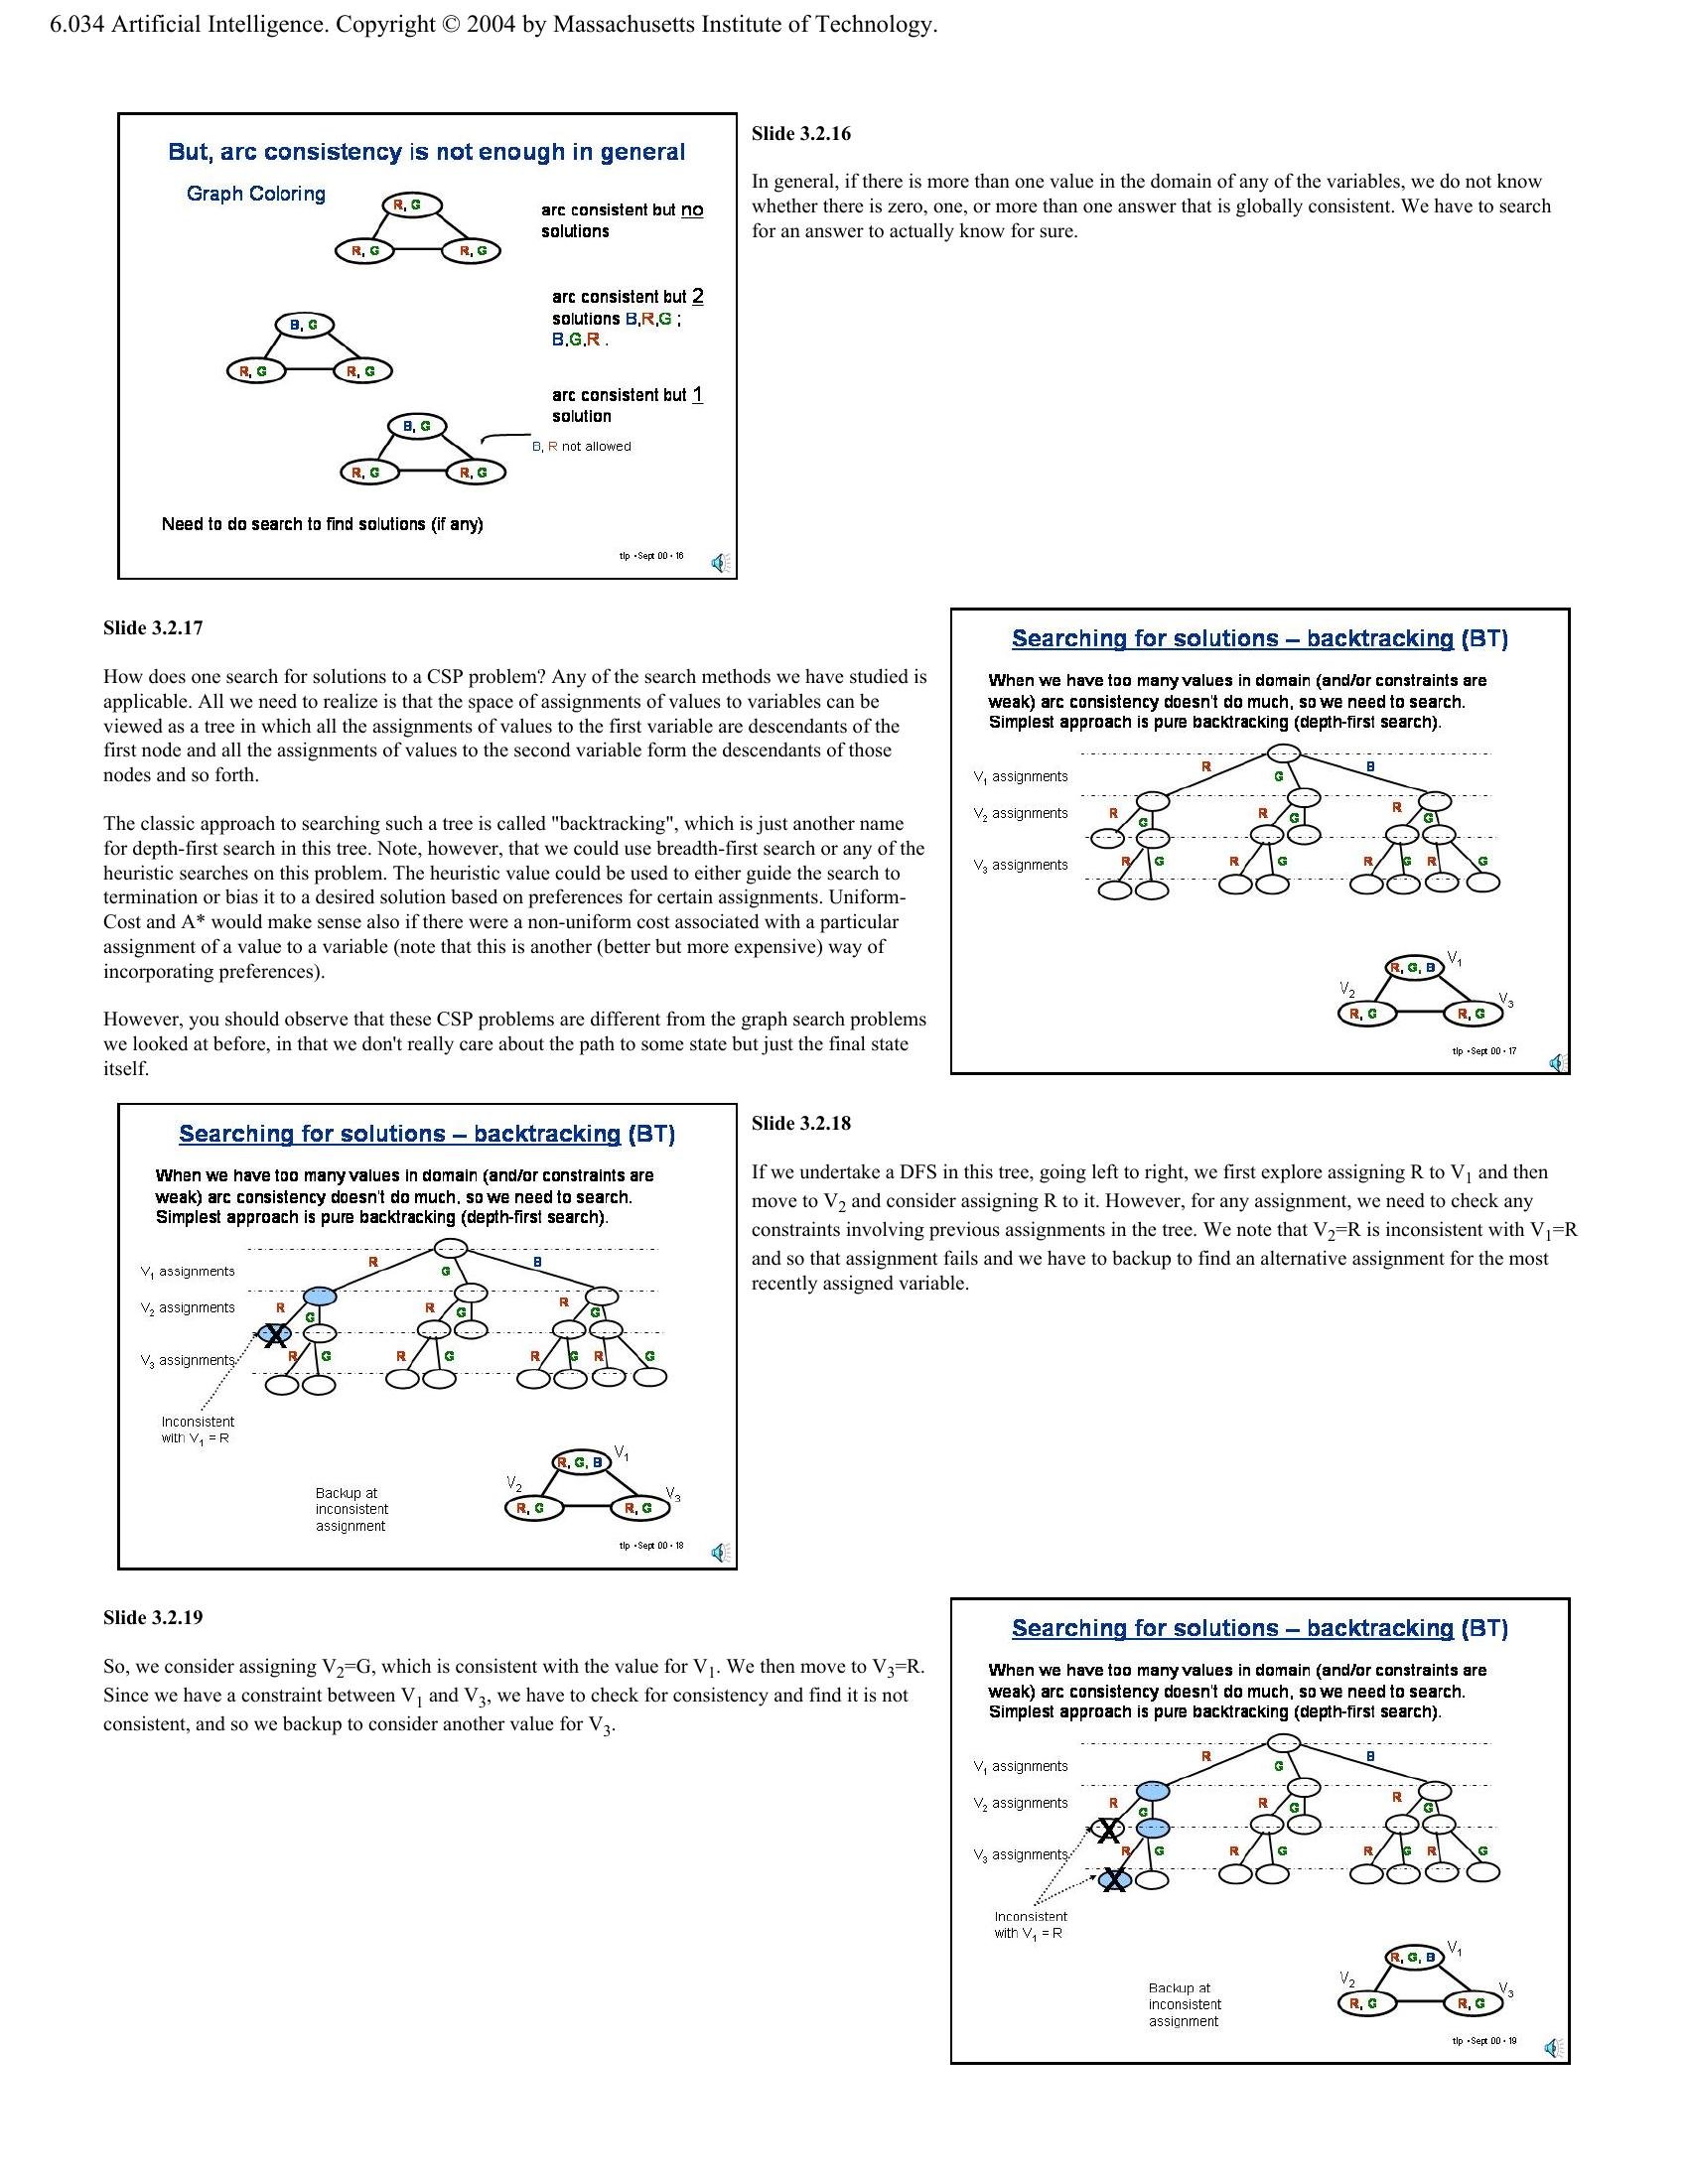 6.034 Artificial Intelligence. Copyright © 2004 by Massachusetts Institute of Technology.
But, arc consistency is not enough in general
Graph Coloring
R, G
R, G
R, G
arc consistent but no
solutions
B, G
R, G
R, G
arc consistent but 2
solutions B,R,G ;
B,G,R .
B, G
R, G
R, G
arc consistent but 1
solution
B, R not allowed
Need to do search to find solutions (if any)
tlp • Sept 00 • 16
Slide 3.2.16
In general, if there is more than one value in the domain of any of the variables, we do not know
whether there is zero, one, or more than one answer that is globally consistent. We have to search
for an answer to actually know for sure.
Slide 3.2.17
How does one search for solutions to a CSP problem? Any of the search methods we have studied is
applicable. All we need to realize is that the space of assignments of values to variables can be
viewed as a tree in which all the assignments of values to the first variable are descendants of the
first node and all the assignments of values to the second variable form the descendants of those
nodes and so forth.
The classic approach to searching such a tree is called "backtracking", which is just another name
for depth-first search in this tree. Note, however, that we could use breadth-first search or any of the
heuristic searches on this problem. The heuristic value could be used to either guide the search to
termination or bias it to a desired solution based on preferences for certain assignments. Uniform-
Cost and A* would make sense also if there were a non-uniform cost associated with a particular
assignment of a value to a variable (note that this is another (better but more expensive) way of
incorporating preferences).
However, you should observe that these CSP problems are different from the graph search problems
we looked at before, in that we don't really care about the path to some state but just the final state
itself.
Searching for solutions – backtracking (BT)
When we have too many values in domain (and/or constraints are
weak) arc consistency doesn't do much, so we need to search.
Simplest approach is pure backtracking (depth-first search).
R G B
V1 assignments
V2 assignments
R G R G R G
V3 assignments
R G R G R G R G
R, G, B V1
V2 V3
R, G R, G
tlp • Sept 00 • 17
Searching for solutions – backtracking (BT)
When we have too many values in domain (and/or constraints are
weak) arc consistency doesn't do much, so we need to search.
Simplest approach is pure backtracking (depth-first search).
R G B
V1 assignments
V2 assignments
R G R G R G
X
V3 assignments
R G R G R G R G
Inconsistent
with V1 = R
Backup at
inconsistent
assignment
R, G, B V1
V2 V3
R, G R, G
tlp • Sept 00 • 18
Slide 3.2.18
If we undertake a DFS in this tree, going left to right, we first explore assigning R to V1 and then
move to V2 and consider assigning R to it. However, for any assignment, we need to check any
constraints involving previous assignments in the tree. We note that V2=R is inconsistent with V1=R
and so that assignment fails and we have to backup to find an alternative assignment for the most
recently assigned variable.
Slide 3.2.19
So, we consider assigning V2=G, which is consistent with the value for V1. We then move to V3=R.
Since we have a constraint between V1 and V3, we have to check for consistency and find it is not
consistent, and so we backup to consider another value for V3.
Searching for solutions – backtracking (BT)
When we have too many values in domain (and/or constraints are
weak) arc consistency doesn't do much, so we need to search.
Simplest approach is pure backtracking (depth-first search).
R G B
V1 assignments
V2 assignments
R G R G R G
X
V3 assignments
R G R G R G R G
X
Inconsistent
with V1 = R
Backup at
inconsistent
assignment
R, G, B V1
V2 V3
R, G R, G
tlp • Sept 00 • 19